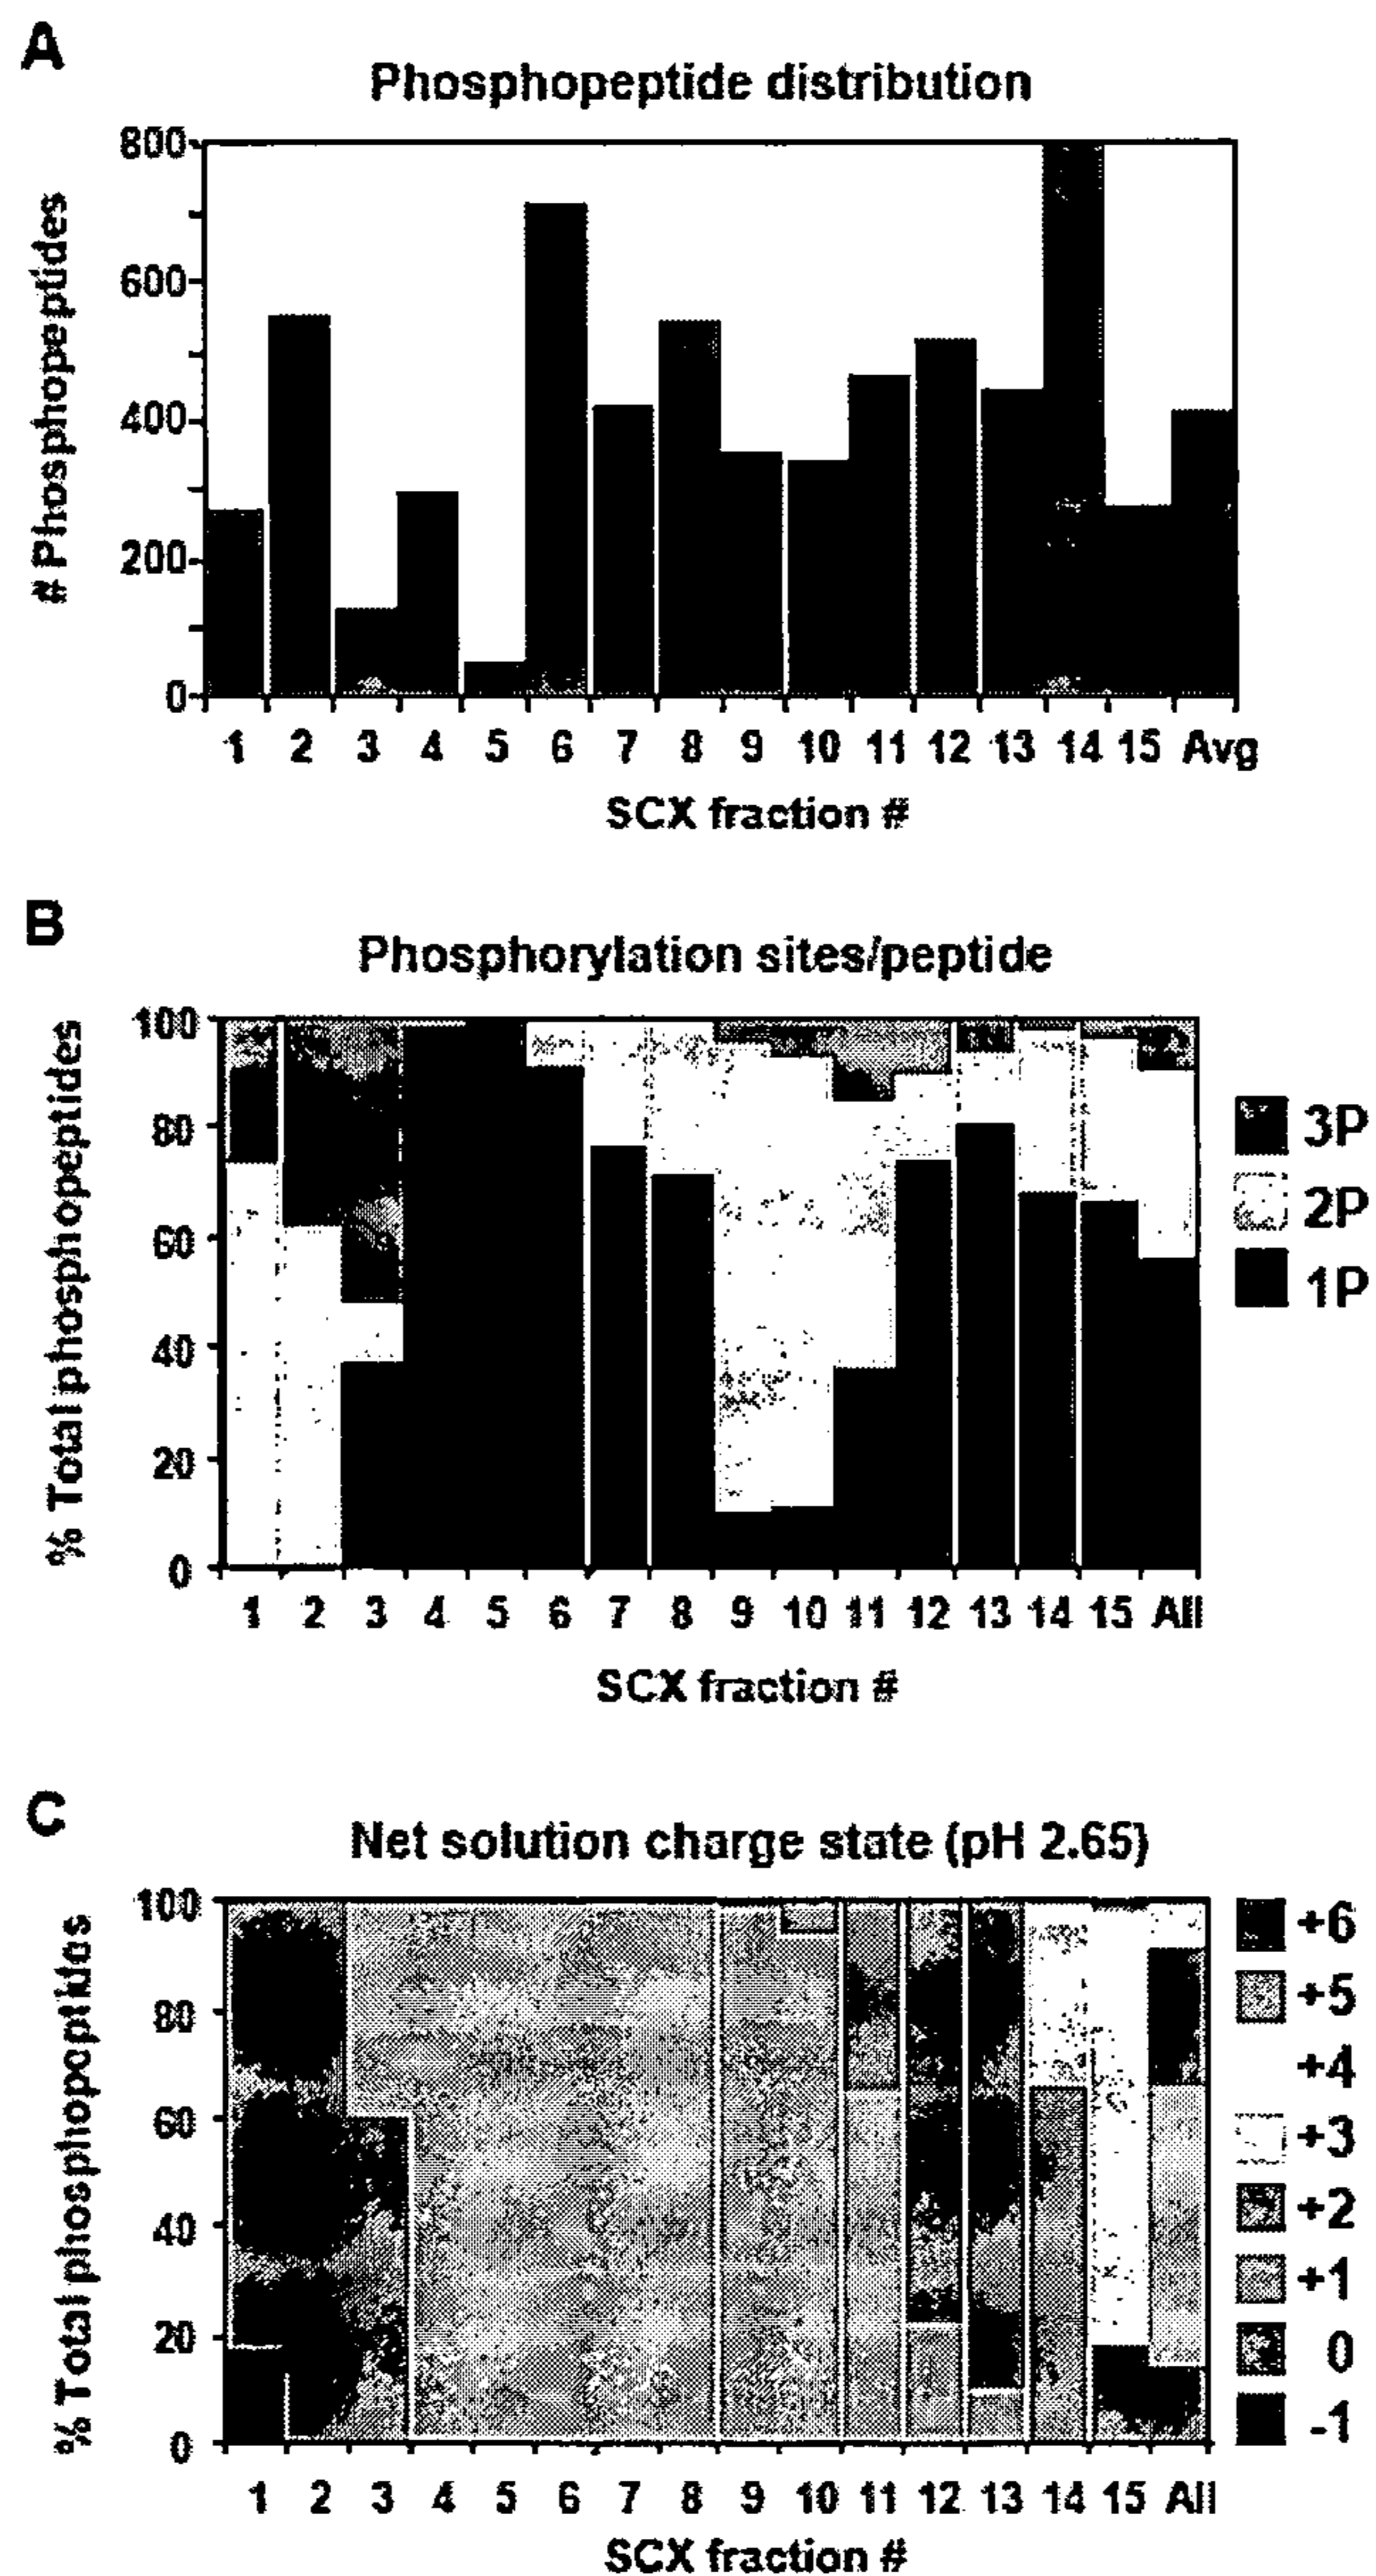 A
Phosphopeptide distribution
# Phosphopeptides
800
600
400
200
0
1 2 3 4 5 6 7 8 9 10 11 12 13 14 15 Avg
SCX fraction #
B
Phosphorylation sites/peptide
% Total phosphopeptides
100
80
60
40
20
0
1 2 3 4 5 6 7 8 9 10 11 12 13 14 15 All
SCX fraction #
3P
2P
1P
C
Net solution charge state (pH 2.65)
% Total phosphopeptides
100
80
60
40
20
0
1 2 3 4 5 6 7 8 9 10 11 12 13 14 15 All
SCX fraction #
+6
+5
+4
+3
+2
+1
0
-1